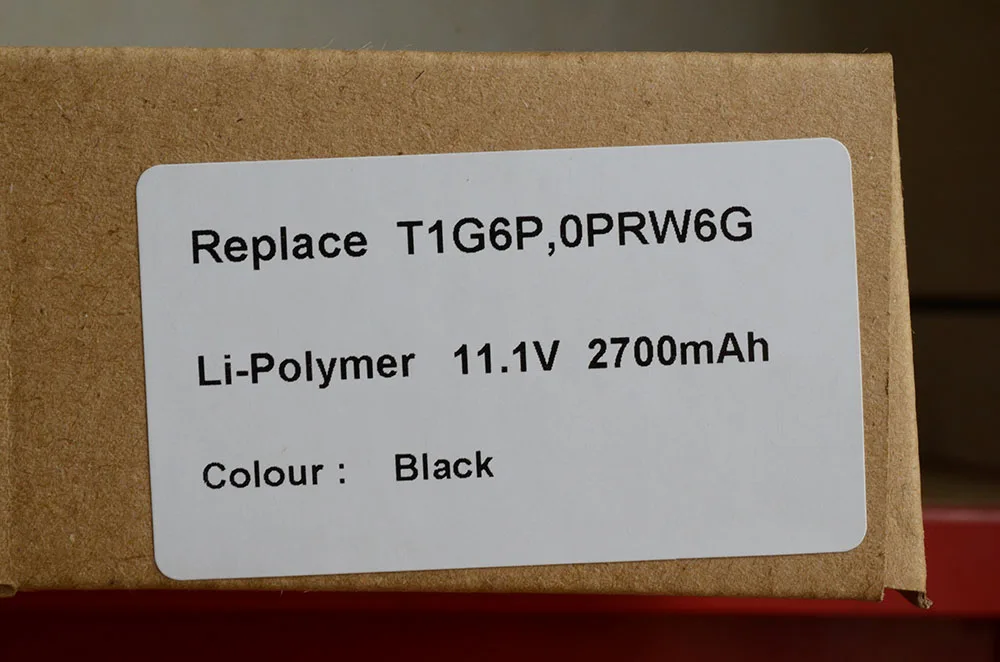 Replace T1G6P,0PRW6G
Li-Polymer 11.1V 2700mAh
Colour : Black